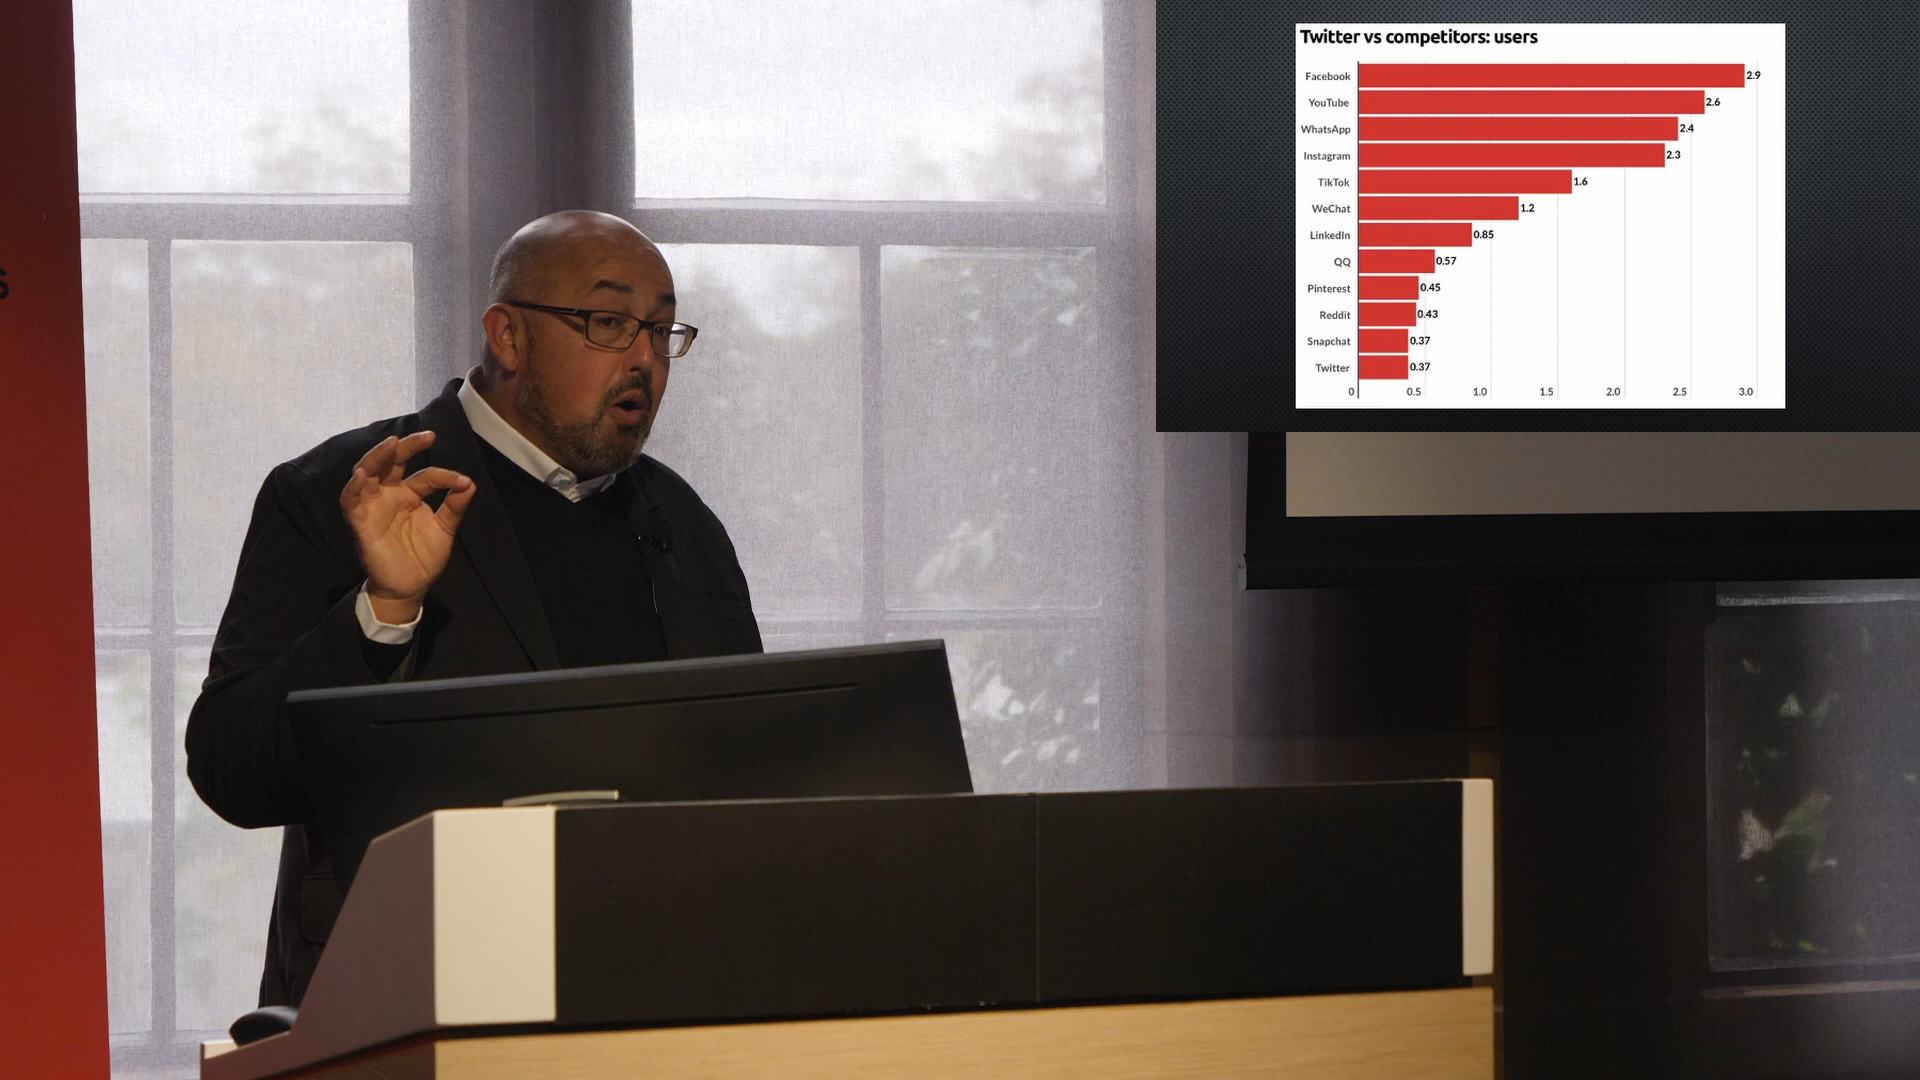 S
Twitter vs competitors: users
Facebook 2.9
YouTube 2.6
WhatsApp 2.4
Instagram 2.3
TikTok 1.6
WeChat 1.2
LinkedIn 0.85
QQ 0.57
Pinterest 0.45
Reddit 0.43
Snapchat 0.37
Twitter 0.37
0 0.5 1.0 1.5 2.0 2.5 3.0